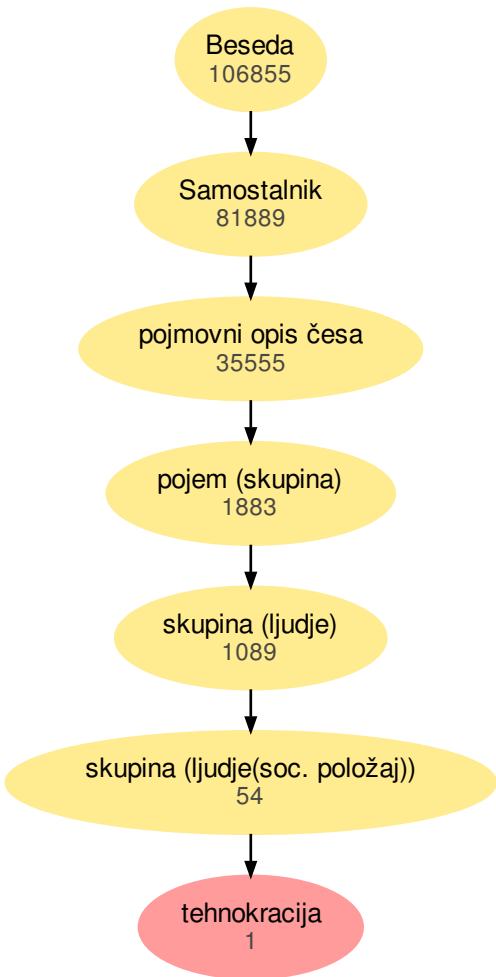 Beseda
106855
Samostalnik
81889
pojmovni opis česa
35555
pojem (skupina)
1883
skupina (ljudje)
1089
skupina (ljudje(soc. položaj))
54
tehnokracija
1